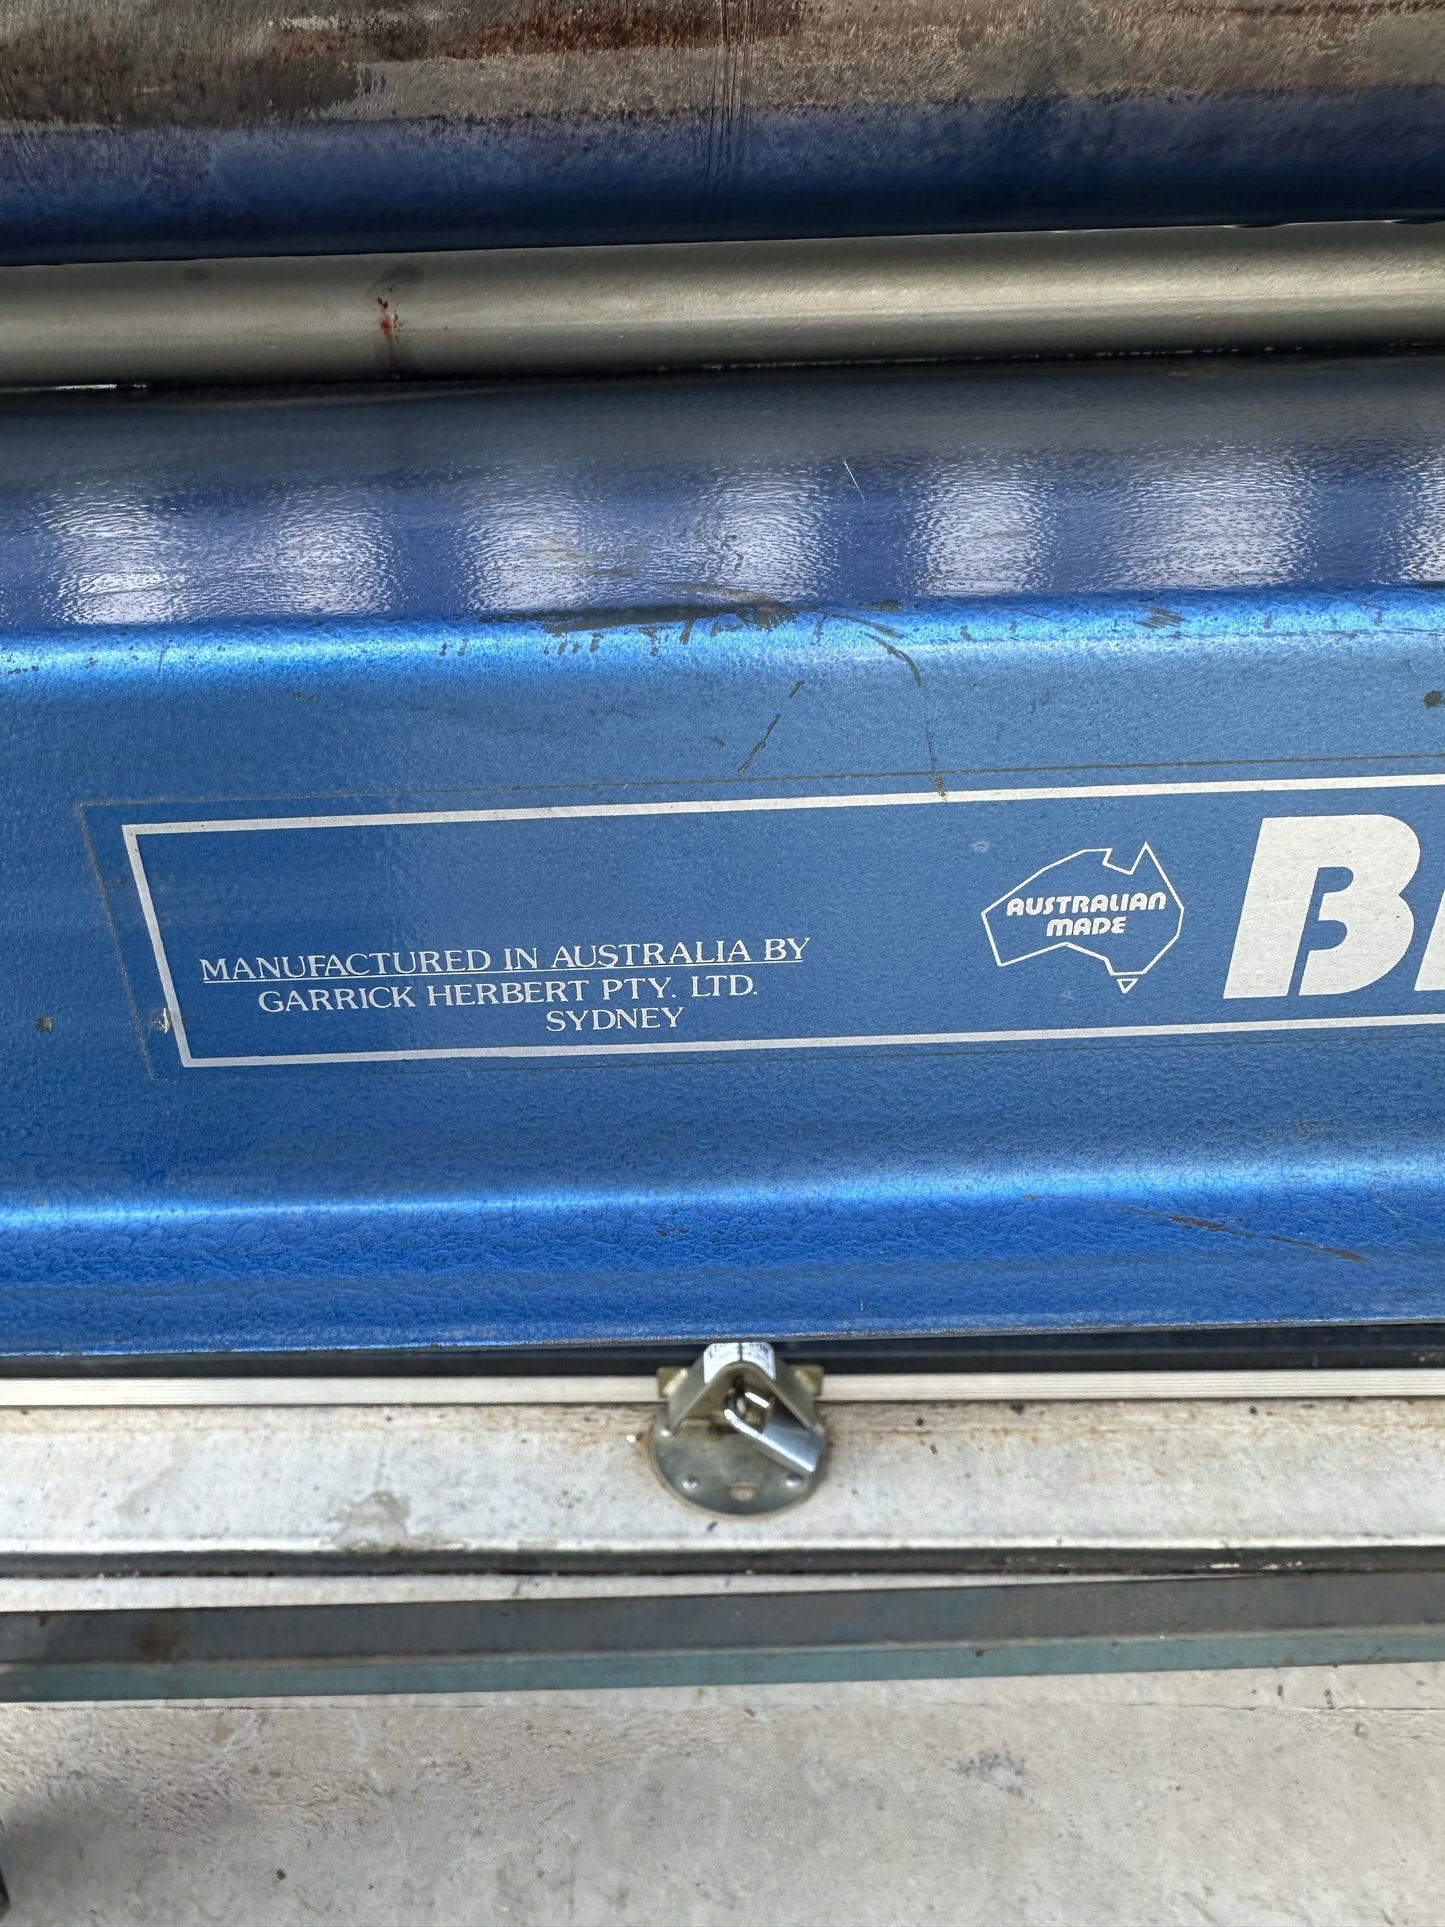 MANUFACTURED IN AUSTRALIA BY
GARRICK HERBERT PTY. LTD.
SYDNEY
AUSTRALIAN
MADE
B